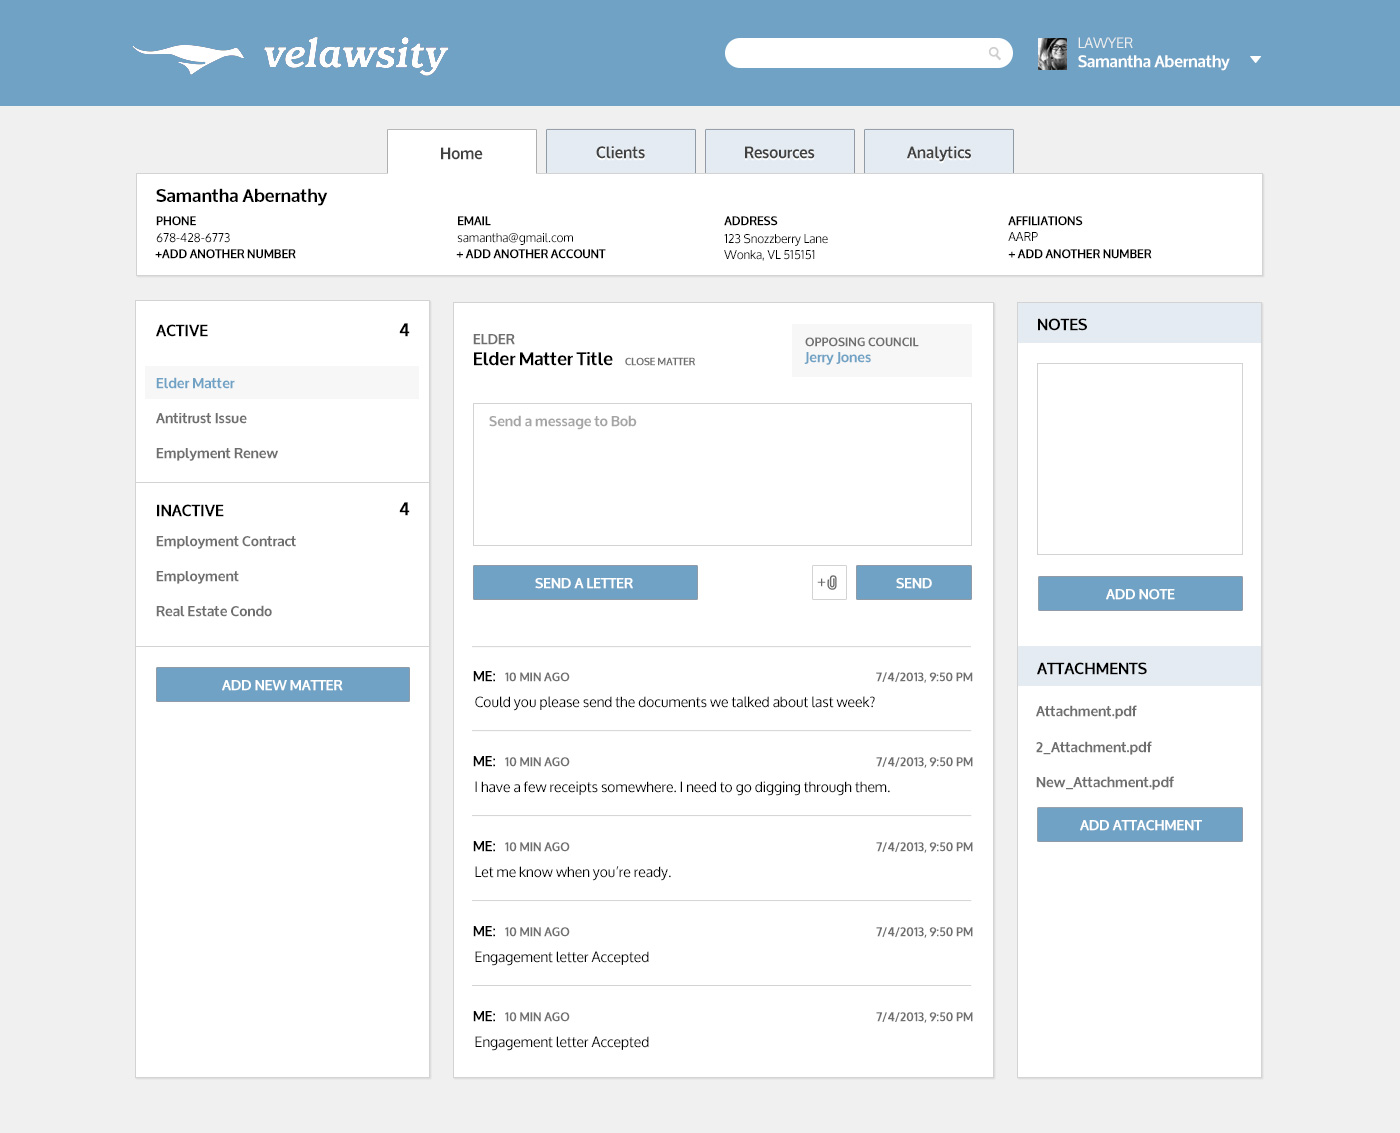 velawsity
LAWYER
Samantha Abernathy
Home
Clients
Resources
Analytics
Samantha Abernathy
PHONE
678-428-6773
+ADD ANOTHER NUMBER
EMAIL
samantha@gmail.com
+ ADD ANOTHER ACCOUNT
ADDRESS
123 Snozzberry Lane
Wonka, VL 515151
AFFILIATIONS
AARP
+ ADD ANOTHER NUMBER
ACTIVE 4
Elder Matter
Antitrust Issue
Emplyment Renew
INACTIVE 4
Employment Contract
Employment
Real Estate Condo
ADD NEW MATTER
ELDER
Elder Matter Title CLOSE MATTER
OPPOSING COUNCIL
Jerry Jones
Send a message to Bob
SEND A LETTER
+
SEND
ME: 10 MIN AGO 7/4/2013, 9:50 PM
Could you please send the documents we talked about last week?
ME: 10 MIN AGO 7/4/2013, 9:50 PM
I have a few receipts somewhere. I need to go digging through them.
ME: 10 MIN AGO 7/4/2013, 9:50 PM
Let me know when you're ready.
ME: 10 MIN AGO 7/4/2013, 9:50 PM
Engagement letter Accepted
ME: 10 MIN AGO 7/4/2013, 9:50 PM
Engagement letter Accepted
NOTES
ADD NOTE
ATTACHMENTS
Attachment.pdf
2_Attachment.pdf
New_Attachment.pdf
ADD ATTACHMENT